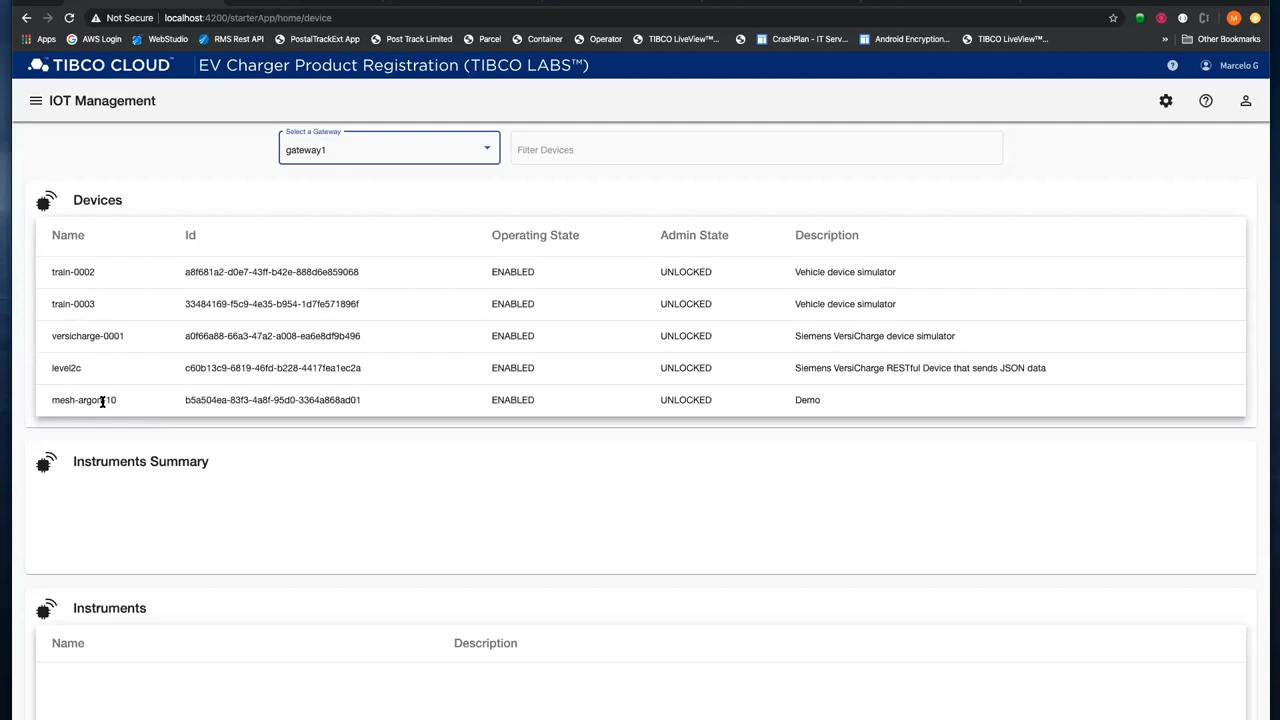 Not Secure | localhost:4200/starterApp/home/device
Apps AWS Login WebStudio RMS Rest API PostalTrackExt App Post Track Limited Parcel Container Operator TIBCO LiveView™... CrashPlan - IT Serv... Android Encryption... TIBCO LiveView™... » Other Bookmarks
TIBCO CLOUD™ | EV Charger Product Registration (TIBCO LABS™) Marcelo G
IOT Management
Select a Gateway
gateway1 Filter Devices
Devices
Name Id Operating State Admin State Description
train-0002 a8f681a2-d0e7-43ff-b42e-888d6e859068 ENABLED UNLOCKED Vehicle device simulator
train-0003 33484169-f5c9-4e35-b954-1d7fe571896f ENABLED UNLOCKED Vehicle device simulator
versicharge-0001 a0f66a88-66a3-47a2-a008-ea6e8df9b496 ENABLED UNLOCKED Siemens VersiCharge device simulator
level2c c60b13c9-6819-46fd-b228-4417fea1ec2a ENABLED UNLOCKED Siemens VersiCharge RESTful Device that sends JSON data
b5a504ea-83f3-4a8f-95d0-3364a868ad01 ENABLED UNLOCKED Demo
Instruments Summary
Instruments
Name Description